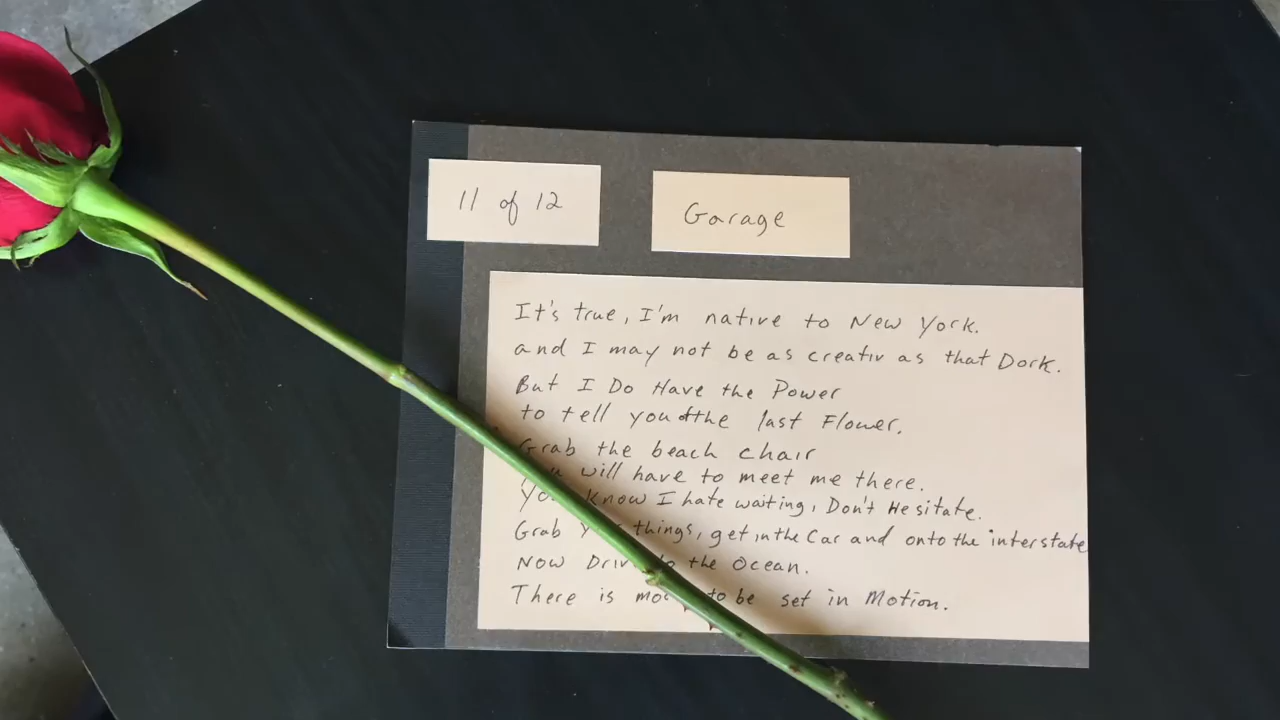 11 of 12
Garage
It's true, I'm native to New York.
and I may not be as creativ as that Dork.
But I Do Have the Power
to tell you of the last Flower.
Grab the beach chair
will have to meet me there.
You Know I hate waiting, Don't Hesitate.
Grab things, get in the Car and onto the interstate
Now to the Ocean.
There is to be set in Motion.